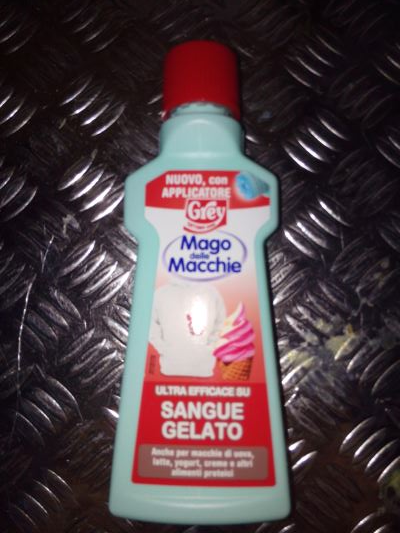 NUOVO, con
APPLICATORE
Grey
Mago
delle
Macchie
ULTRA EFFICACE SU
SANGUE
GELATO
Anche per macchie di uova,
latte, yogurt, creme e altri
alimenti proteici